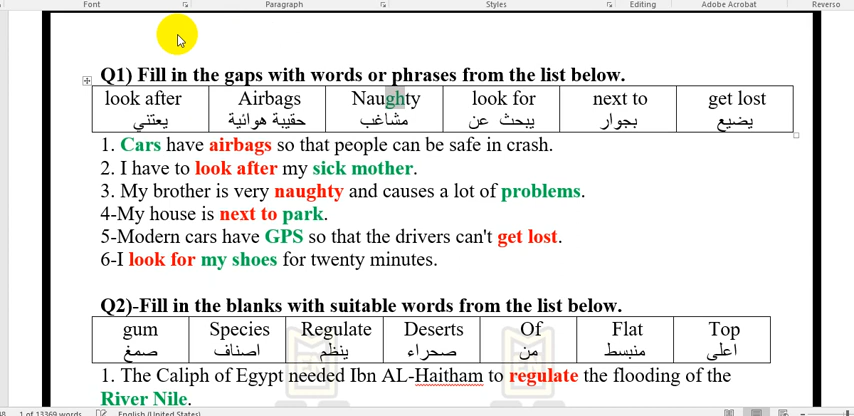 Font Paragraph Styles Editing Adobe Acrobat Reverso
Q1) Fill in the gaps with words or phrases from the list below.
look after Airbags Naughty look for next to get lost
يعتني حقيبة هوائية مشاغب يبحث عن بجوار يضيع
1. Cars have airbags so that people can be safe in crash.
2. I have to look after my sick mother.
3. My brother is very naughty and causes a lot of problems.
4-My house is next to park.
5-Modern cars have GPS so that the drivers can't get lost.
6-I look for my shoes for twenty minutes.
Q2)-Fill in the blanks with suitable words from the list below.
gum Species Regulate Deserts Of Flat Top
صمغ اصناف ينظم صحراء من منبسط اعلى
1. The Caliph of Egypt needed Ibn AL-Haitham to regulate the flooding of the
River Nile.
1 of 13369 words English (United States)